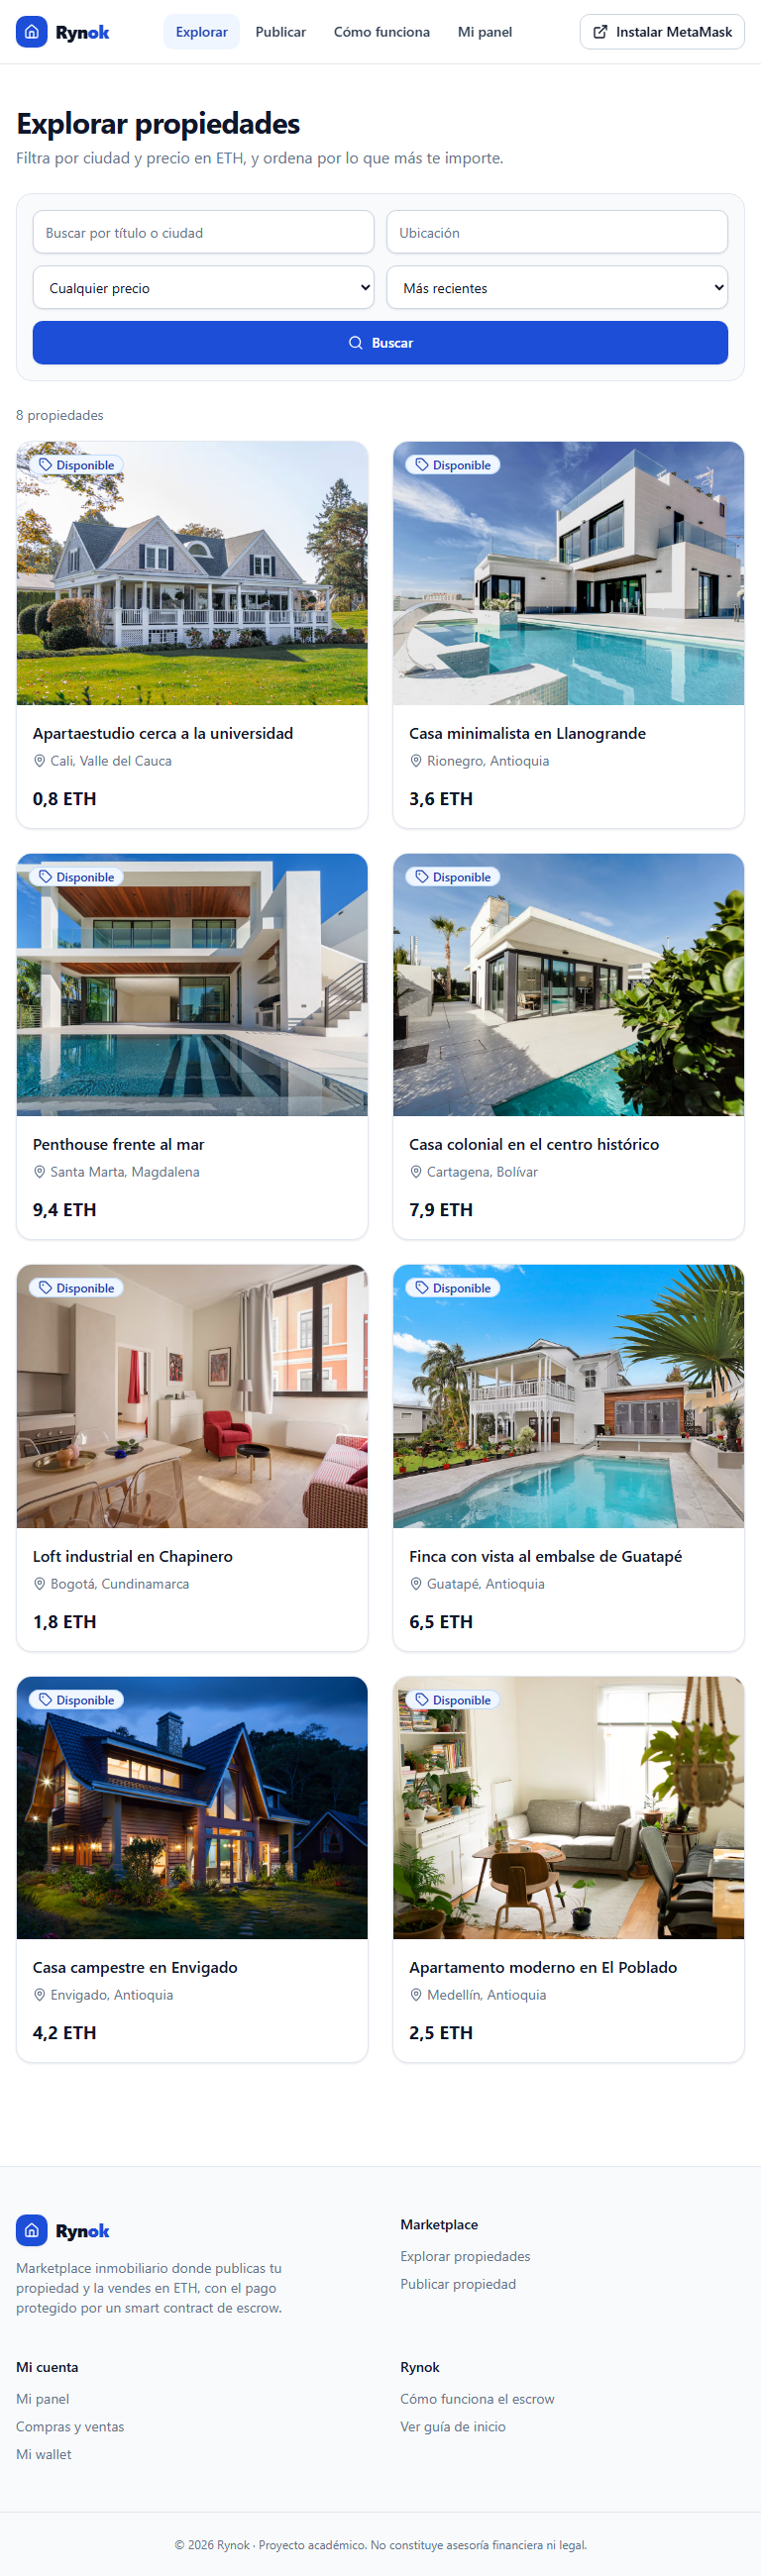 Rynok
Explorar
Publicar
Cómo funciona
Mi panel
Instalar MetaMask
Explorar propiedades
Filtra por ciudad y precio en ETH, y ordena por lo que más te importe.
Buscar por título o ciudad
Ubicación
Cualquier precio
Más recientes
Buscar
8 propiedades
Disponible
Apartaestudio cerca a la universidad
Cali, Valle del Cauca
0,8 ETH
Disponible
Casa minimalista en Llanogrande
Rionegro, Antioquia
3,6 ETH
Disponible
Penthouse frente al mar
Santa Marta, Magdalena
9,4 ETH
Disponible
Casa colonial en el centro histórico
Cartagena, Bolívar
7,9 ETH
Disponible
Loft industrial en Chapinero
Bogotá, Cundinamarca
1,8 ETH
Disponible
Finca con vista al embalse de Guatapé
Guatapé, Antioquia
6,5 ETH
Disponible
Casa campestre en Envigado
Envigado, Antioquia
4,2 ETH
Disponible
Apartamento moderno en El Poblado
Medellín, Antioquia
2,5 ETH
Rynok
Marketplace inmobiliario donde publicas tu
propiedad y la vendes en ETH, con el pago
protegido por un smart contract de escrow.
Marketplace
Explorar propiedades
Publicar propiedad
Mi cuenta
Mi panel
Compras y ventas
Mi wallet
Rynok
Cómo funciona el escrow
Ver guía de inicio
© 2026 Rynok · Proyecto académico. No constituye asesoría financiera ni legal.